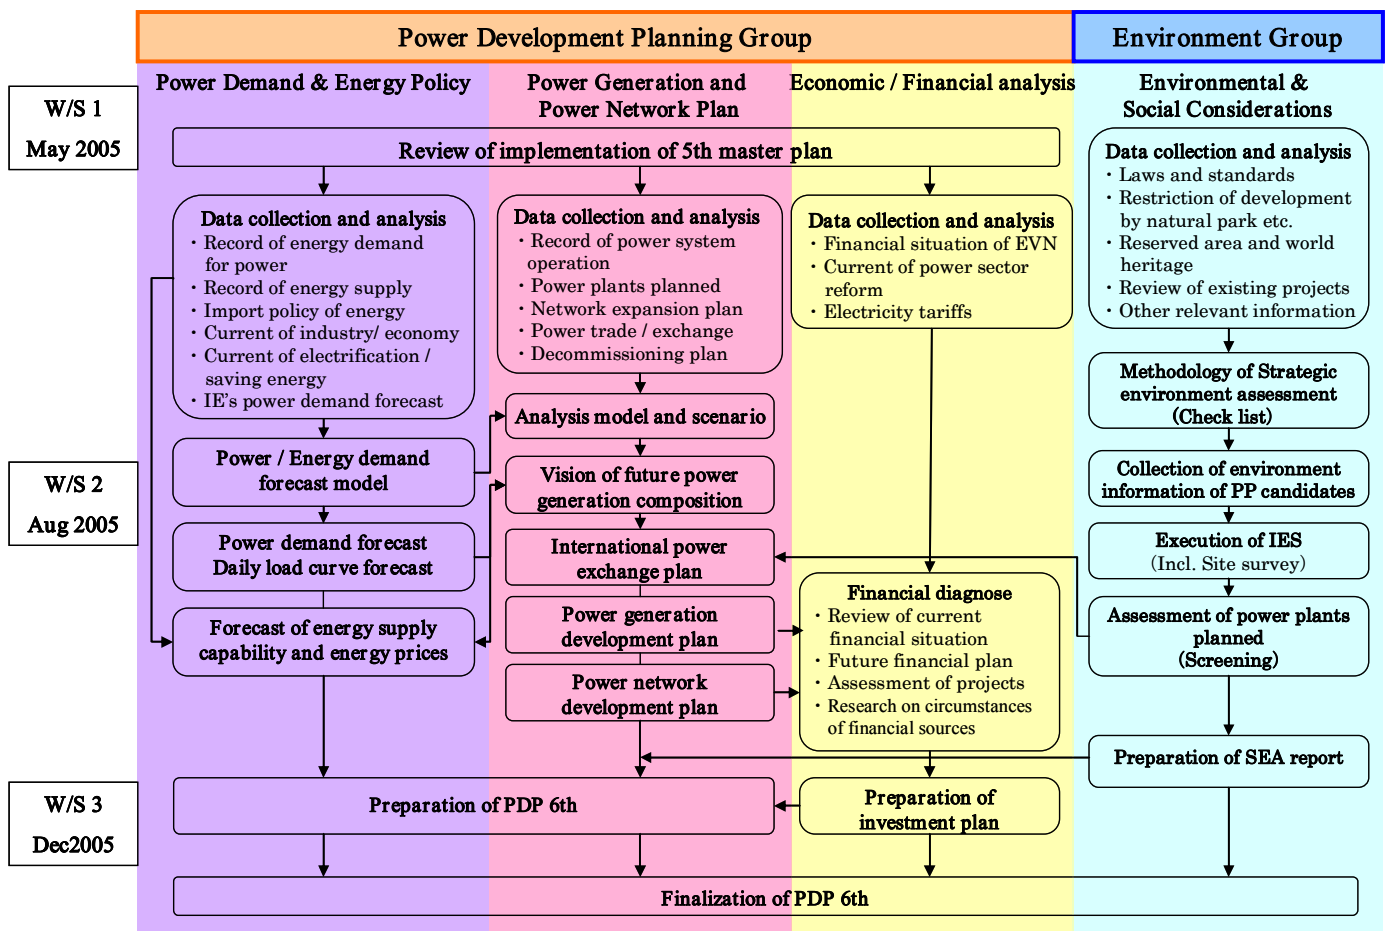 Power Development Planning Group
Environment Group
W/S 1
May 2005
W/S 2
Aug 2005
W/S 3
Dec2005
Power Demand & Energy Policy
Power Generation and
Power Network Plan
Economic / Financial analysis
Environmental &
Social Considerations
Review of implementation of 5th master plan
Data collection and analysis
・Record of energy demand
for power
・Record of energy supply
・Import policy of energy
・Current of industry/ economy
・Current of electrification /
saving energy
・IE's power demand forecast
Power / Energy demand
forecast model
Power demand forecast
Daily load curve forecast
Forecast of energy supply
capability and energy prices
Data collection and analysis
・Record of power system
operation
・Power plants planned
・Network expansion plan
・Power trade / exchange
・Decommissioning plan
Analysis model and scenario
Vision of future power
generation composition
International power
exchange plan
Power generation
development plan
Power network
development plan
Data collection and analysis
・Financial situation of EVN
・Current of power sector
reform
・Electricity tariffs
Financial diagnose
・Review of current
financial situation
・Future financial plan
・Assessment of projects
・Research on circumstances
of financial sources
Data collection and analysis
・Laws and standards
・Restriction of development
by natural park etc.
・Reserved area and world
heritage
・Review of existing projects
・Other relevant information
Methodology of Strategic
environment assessment
(Check list)
Collection of environment
information of PP candidates
Execution of IES
(Incl. Site survey)
Assessment of power plants
planned
(Screening)
Preparation of SEA report
Preparation of PDP 6th
Preparation of
investment plan
Finalization of PDP 6th